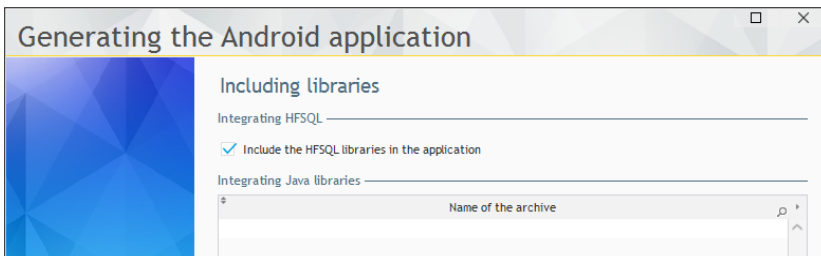 Generating the Android application
Including libraries
Integrating HFSQL
Include the HFSQL libraries in the application
Integrating Java libraries
Name of the archive